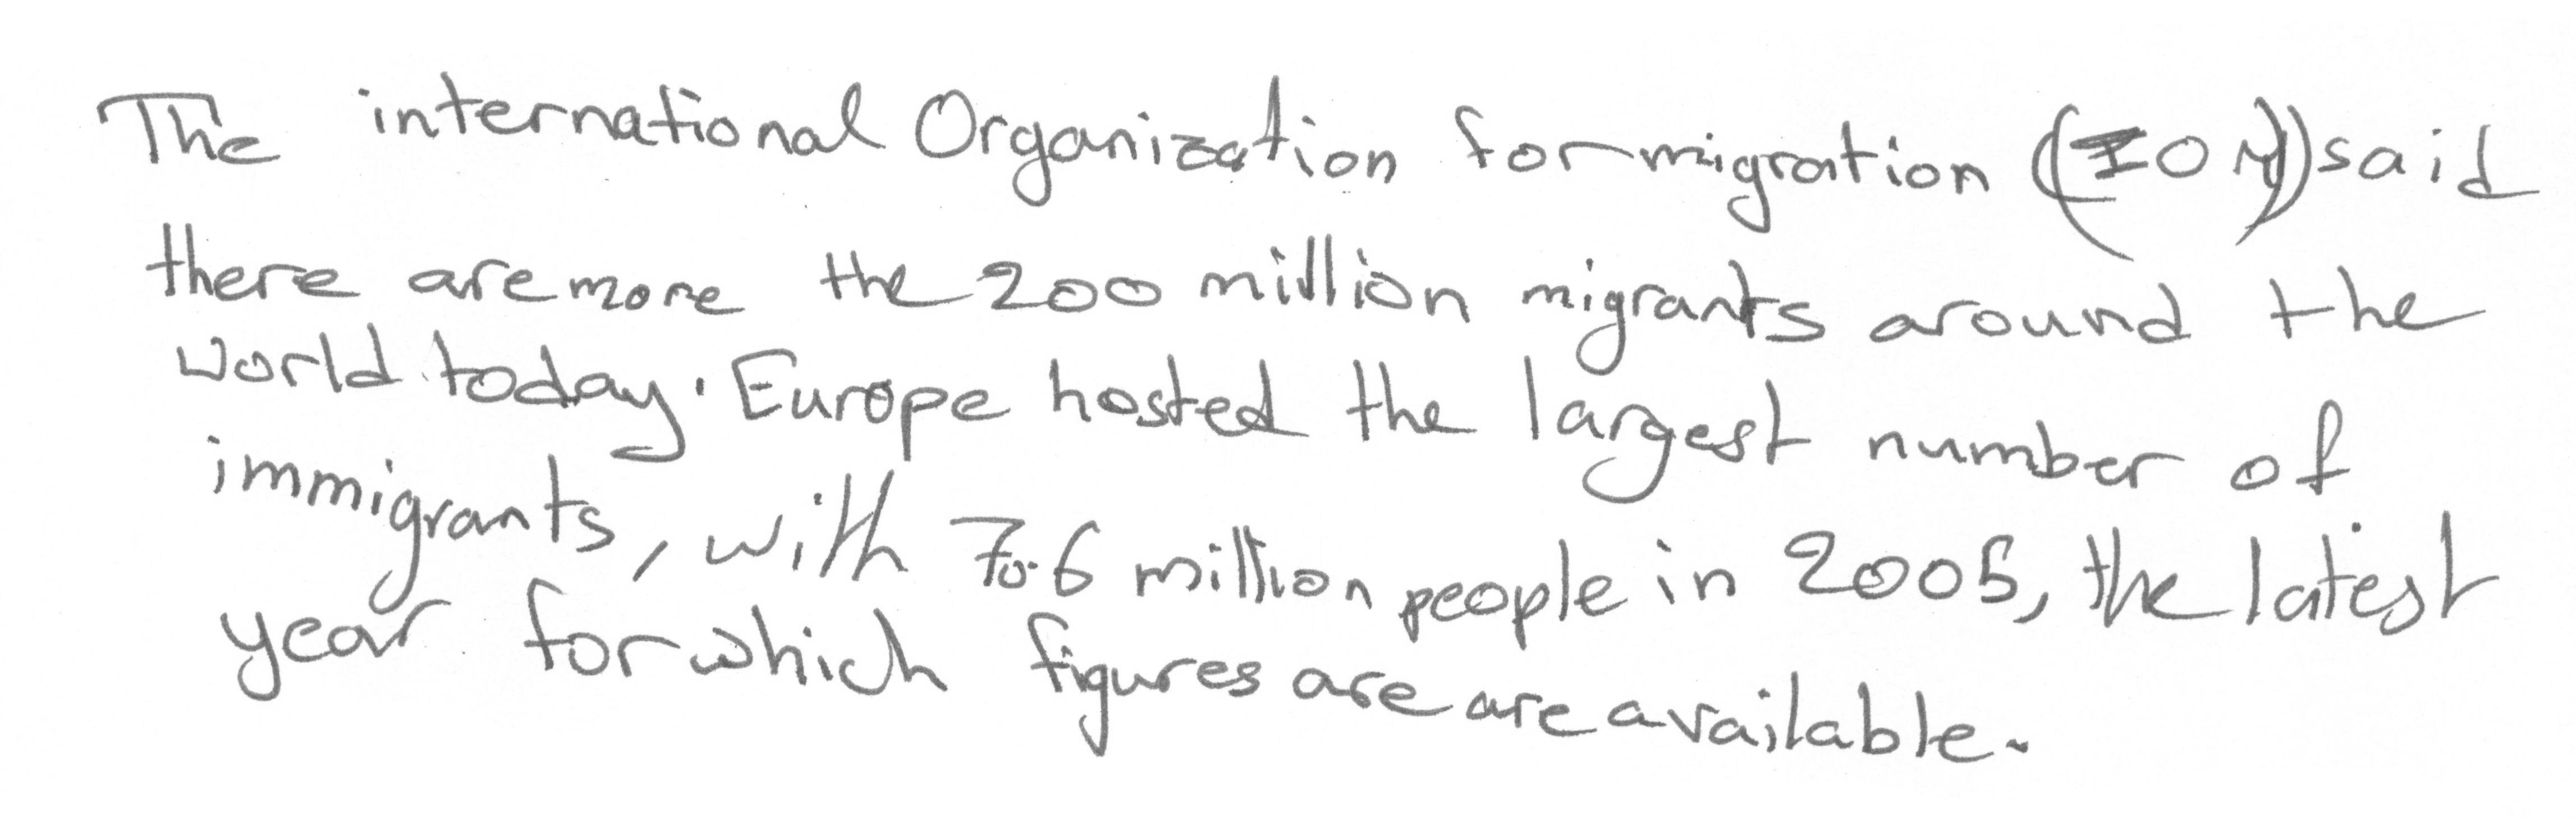 The international Organization for migration (IOM) said
there are more the 200 million migrants around the
world today. Europe hosted the largest number of
immigrants, with 70.6 million people in 2005, the latest
year for which figures are are available.